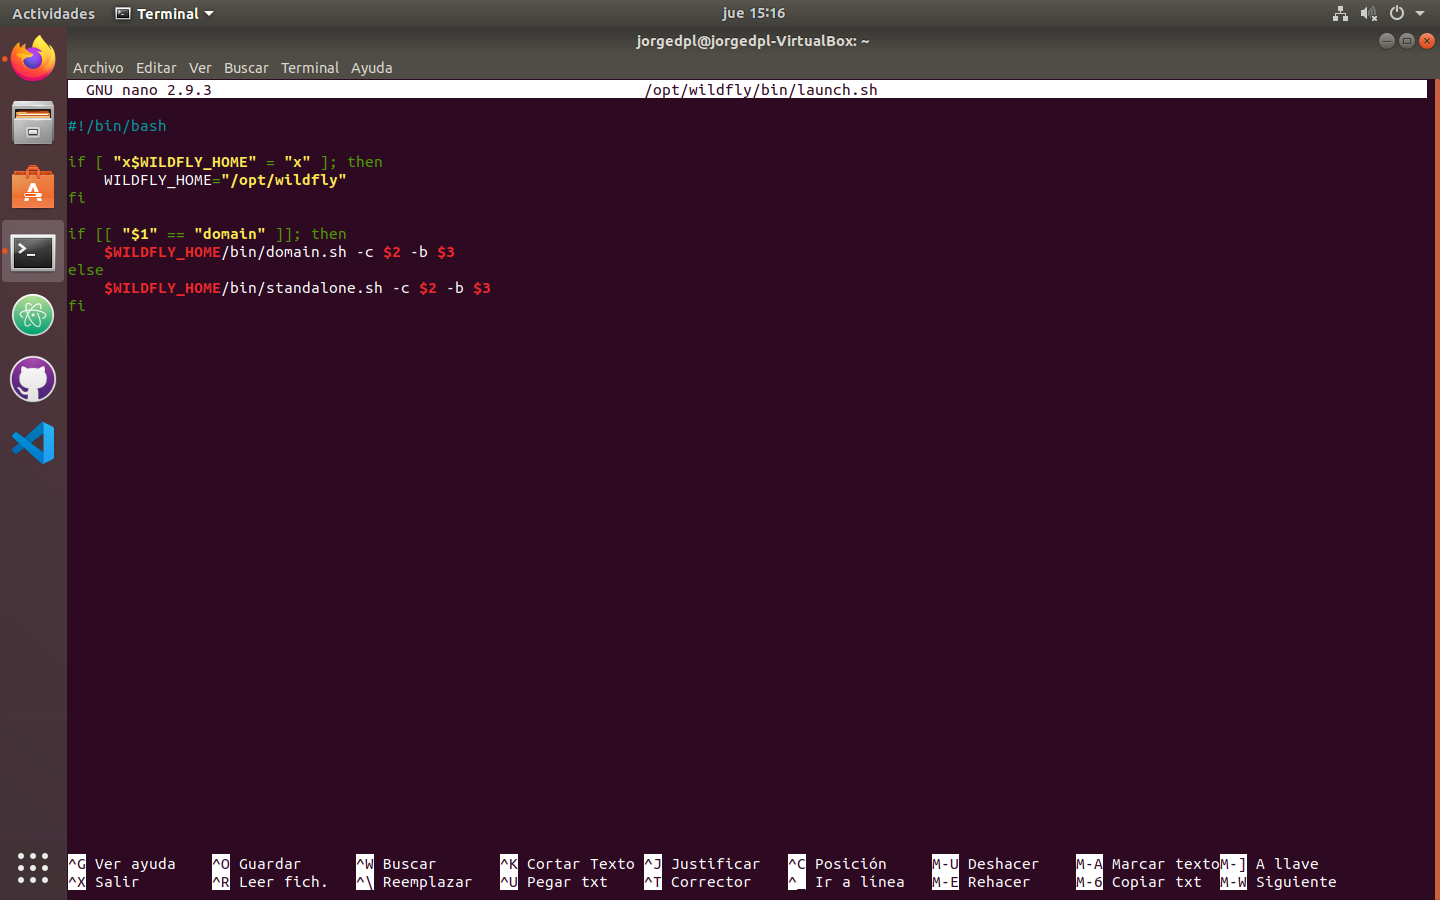 Actividades Terminal jue 15:16
jorgedpl@jorgedpl-VirtualBox: ~
Archivo Editar Ver Buscar Terminal Ayuda
GNU nano 2.9.3 /opt/wildfly/bin/launch.sh
#!/bin/bash
if [ "x$WILDFLY_HOME" = "x" ]; then
    WILDFLY_HOME="/opt/wildfly"
fi
if [[ "$1" == "domain" ]]; then
    $WILDFLY_HOME/bin/domain.sh -c $2 -b $3
else
    $WILDFLY_HOME/bin/standalone.sh -c $2 -b $3
fi
^G Ver ayuda ^O Guardar ^W Buscar ^K Cortar Texto ^J Justificar ^C Posición M-U Deshacer M-A Marcar texto M-] A llave
^X Salir ^R Leer fich. ^\ Reemplazar ^U Pegar txt ^T Corrector ^_ Ir a línea M-E Rehacer M-6 Copiar txt M-W Siguiente